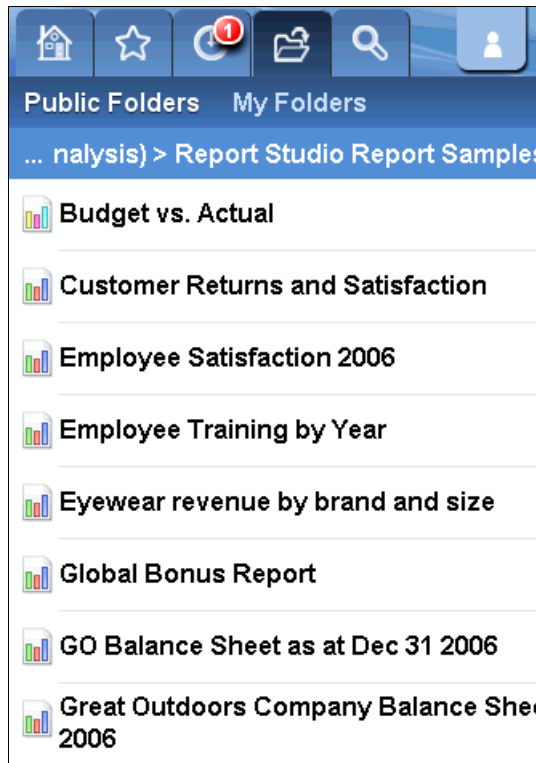 1
Public Folders My Folders
... nalysis) > Report Studio Report Samples
Budget vs. Actual
Customer Returns and Satisfaction
Employee Satisfaction 2006
Employee Training by Year
Eyewear revenue by brand and size
Global Bonus Report
GO Balance Sheet as at Dec 31 2006
Great Outdoors Company Balance
2006